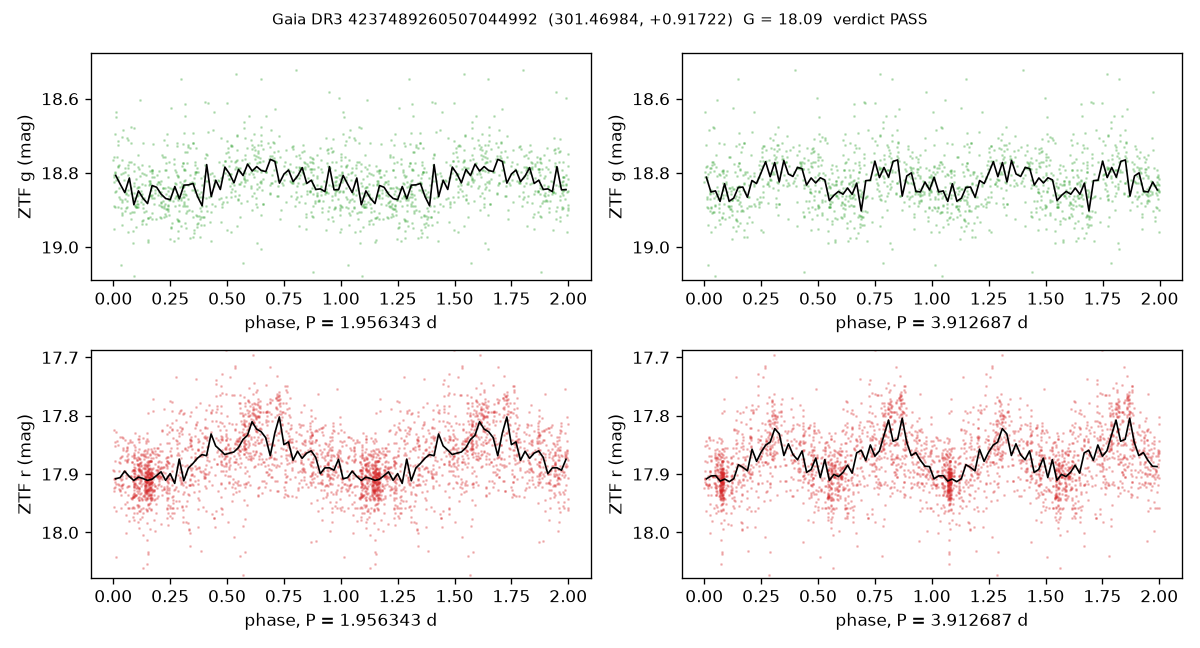 Gaia DR3 4237489260507044992 (301.46984, +0.91722) G = 18.09 verdict PASS
ZTF g (mag)
18.6
18.8
19.0
0.00 0.25 0.50 0.75 1.00 1.25 1.50 1.75 2.00
phase, P = 1.956343 d
ZTF g (mag)
18.6
18.8
19.0
0.00 0.25 0.50 0.75 1.00 1.25 1.50 1.75 2.00
phase, P = 3.912687 d
ZTF r (mag)
17.7
17.8
17.9
18.0
0.00 0.25 0.50 0.75 1.00 1.25 1.50 1.75 2.00
phase, P = 1.956343 d
ZTF r (mag)
17.7
17.8
17.9
18.0
0.00 0.25 0.50 0.75 1.00 1.25 1.50 1.75 2.00
phase, P = 3.912687 d